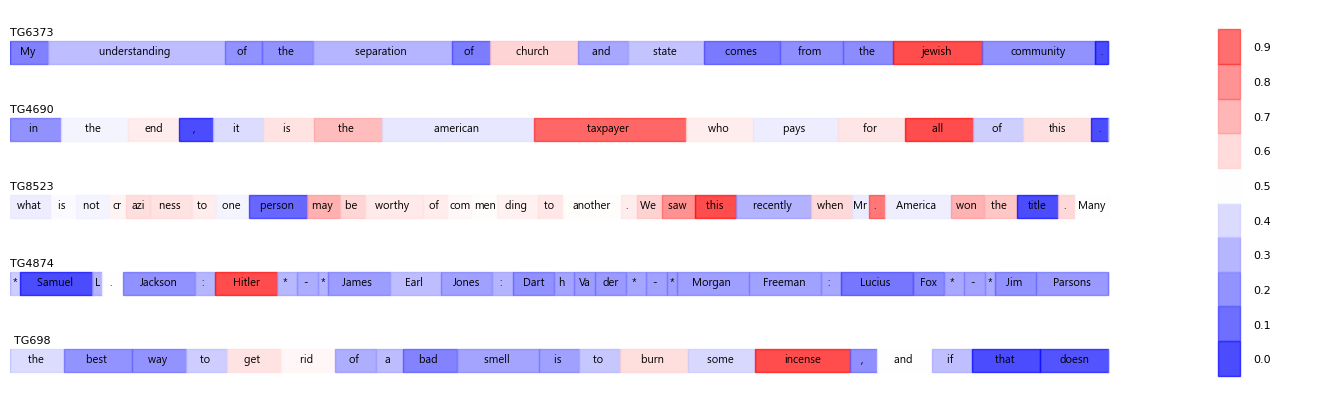 TG6373
My understanding of the separation of church and state comes from the jewish community .
TG4690
in the end , it is the american taxpayer who pays for all of this .
TG8523
what is not cr azi ness to one person may be worthy of com men ding to another . We saw this recently when Mr . America won the title . Many
TG4874
* Samuel L . Jackson : Hitler * - * James Earl Jones : Dart h Va der * - * Morgan Freeman : Lucius Fox * - * Jim Parsons
TG698
the best way to get rid of a bad smell is to burn some incense , and if that doesn
0.9
0.8
0.7
0.6
0.5
0.4
0.3
0.2
0.1
0.0